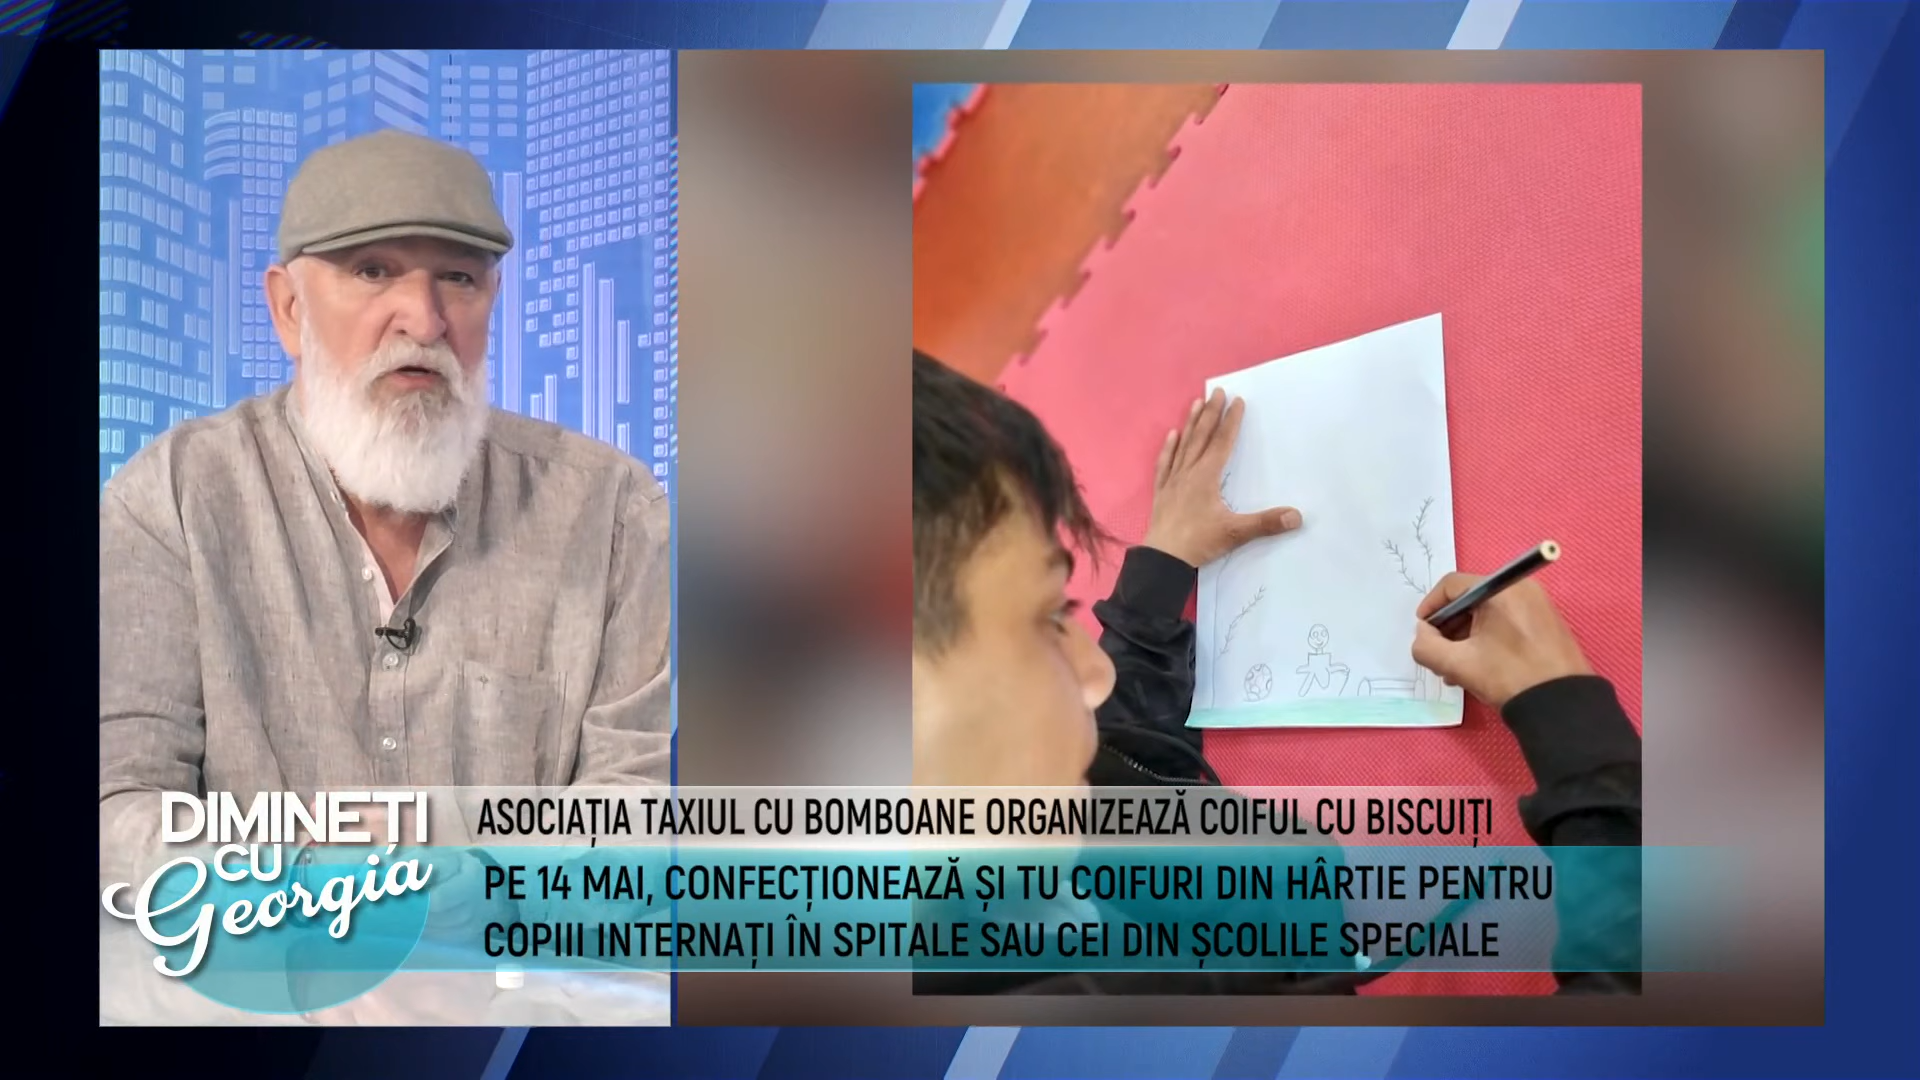 DIMINEȚI
CU
Georgia
ASOCIAȚIA TAXIUL CU BOMBOANE ORGANIZEAZĂ COIFUL CU BISCUIȚI
PE 14 MAI, CONFECȚIONEAZĂ ȘI TU COIFURI DIN HÂRTIE PENTRU
COPIII INTERNAȚI ÎN SPITALE SAU CEI DIN ȘCOLILE SPECIALE